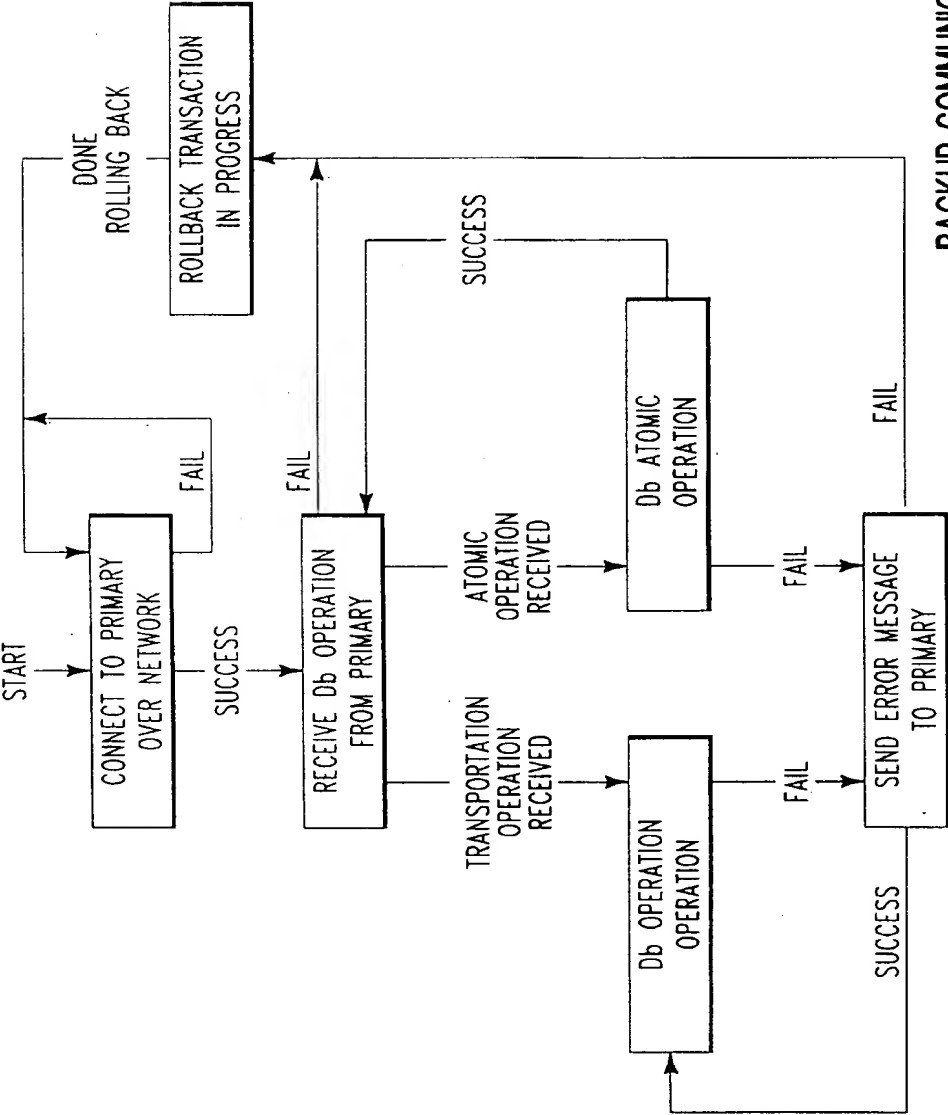 START
CONNECT TO PRIMARY
OVER NETWORK
FAIL
SUCCESS
DONE
ROLLING BACK
ROLLBACK TRANSACTION
IN PROGRESS
RECEIVE Db OPERATION
FROM PRIMARY
FAIL
SUCCESS
TRANSPORTATION
OPERATION
RECEIVED
ATOMIC
OPERATION
RECEIVED
Db OPERATION
OPERATION
Db ATOMIC
OPERATION
FAIL
FAIL
SEND ERROR MESSAGE
TO PRIMARY
SUCCESS
FAIL
BACKUP